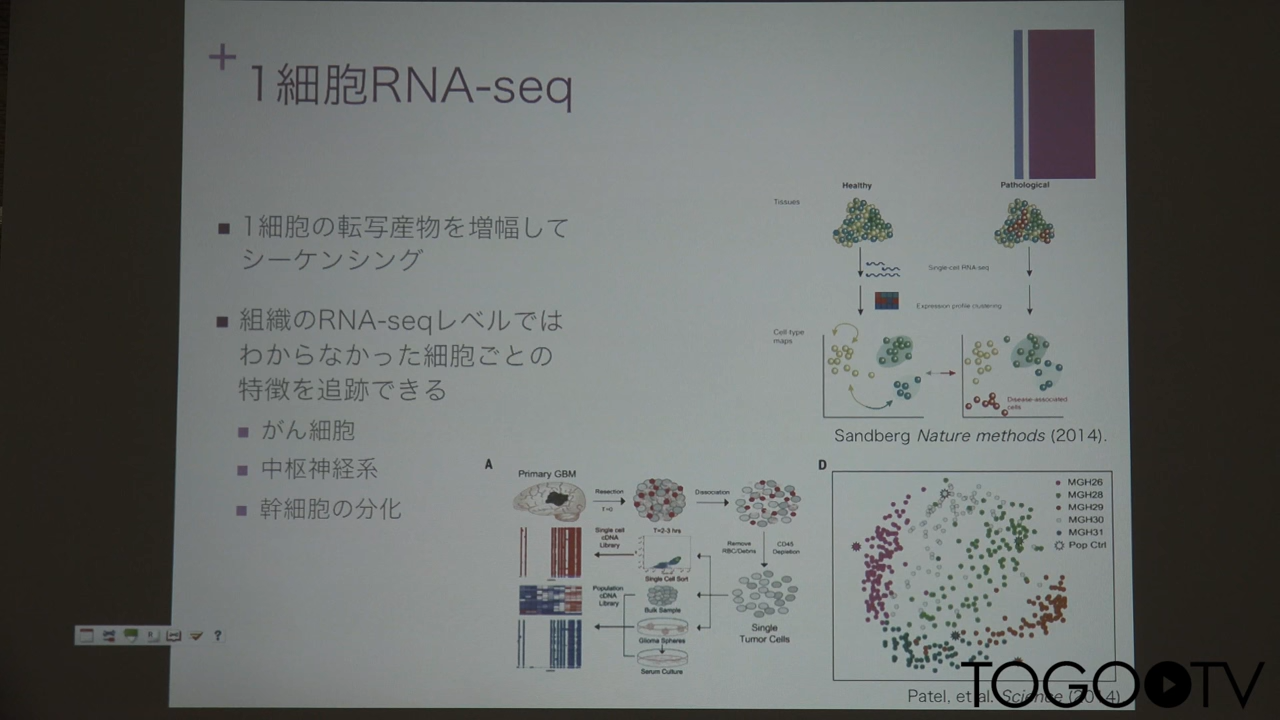 +
1細胞RNA-seq
■ 1細胞の転写産物を増幅して
シーケンシング
■ 組織のRNA-seqレベルでは
わからなかった細胞ごとの
特徴を追跡できる
■ がん細胞
■ 中枢神経系
■ 幹細胞の分化
Healthy
Pathological
Tissues
Single-cell RNA-seq
Expression profile clustering
Cell-type
maps
Disease-associated
cells
Sandberg Nature methods (2014).
A
Primary GBM
Resection
T=0
Dissociation
T=2-3 hrs
Single cell
cDNA
Library
Remove
RBC/Debris
CD45
Depletion
Single Cell Sort
Population
cDNA
Library
Bulk Sample
Glioma Spheres
Serum Culture
Single
Tumor Cells
D
MGH26
MGH28
MGH29
MGH30
MGH31
Pop Ctrl
Patel, et al. Science (2014)
?
TOGOTV